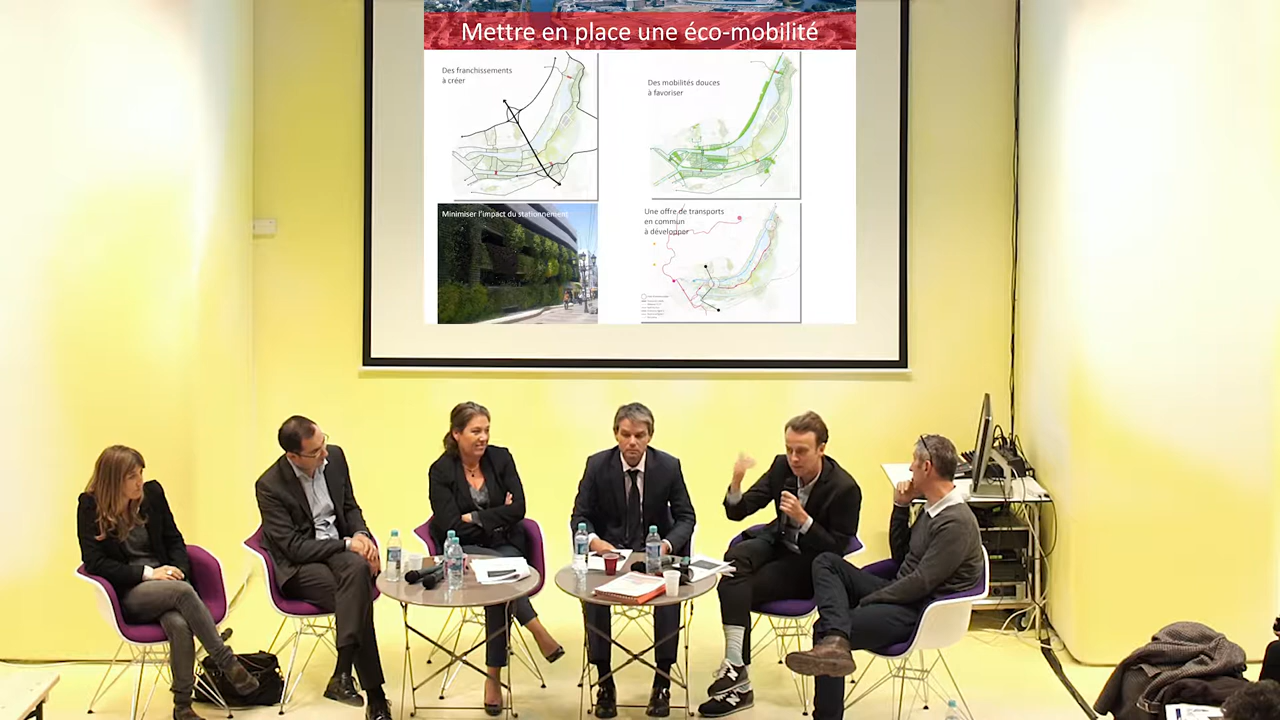 Mettre en place une éco-mobilité
Des franchissements
à créer
Des mobilités douces
à favoriser
Minimiser l'impact du stationnement
Une offre de transports
en commun
à développer